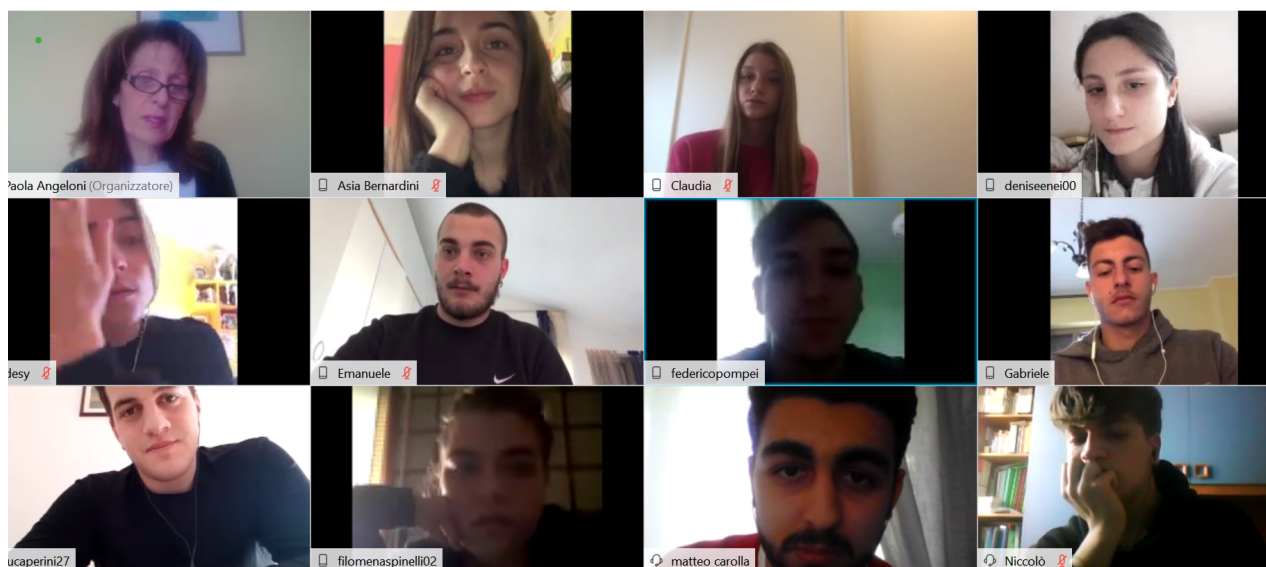 Paola Angeloni (Organizzatore)
Asia Bernardini
Claudia
deniseenei00
desy
Emanuele
federicopompei
Gabriele
ucaperini27
filomenaspinelli02
matteo carolla
Niccolò